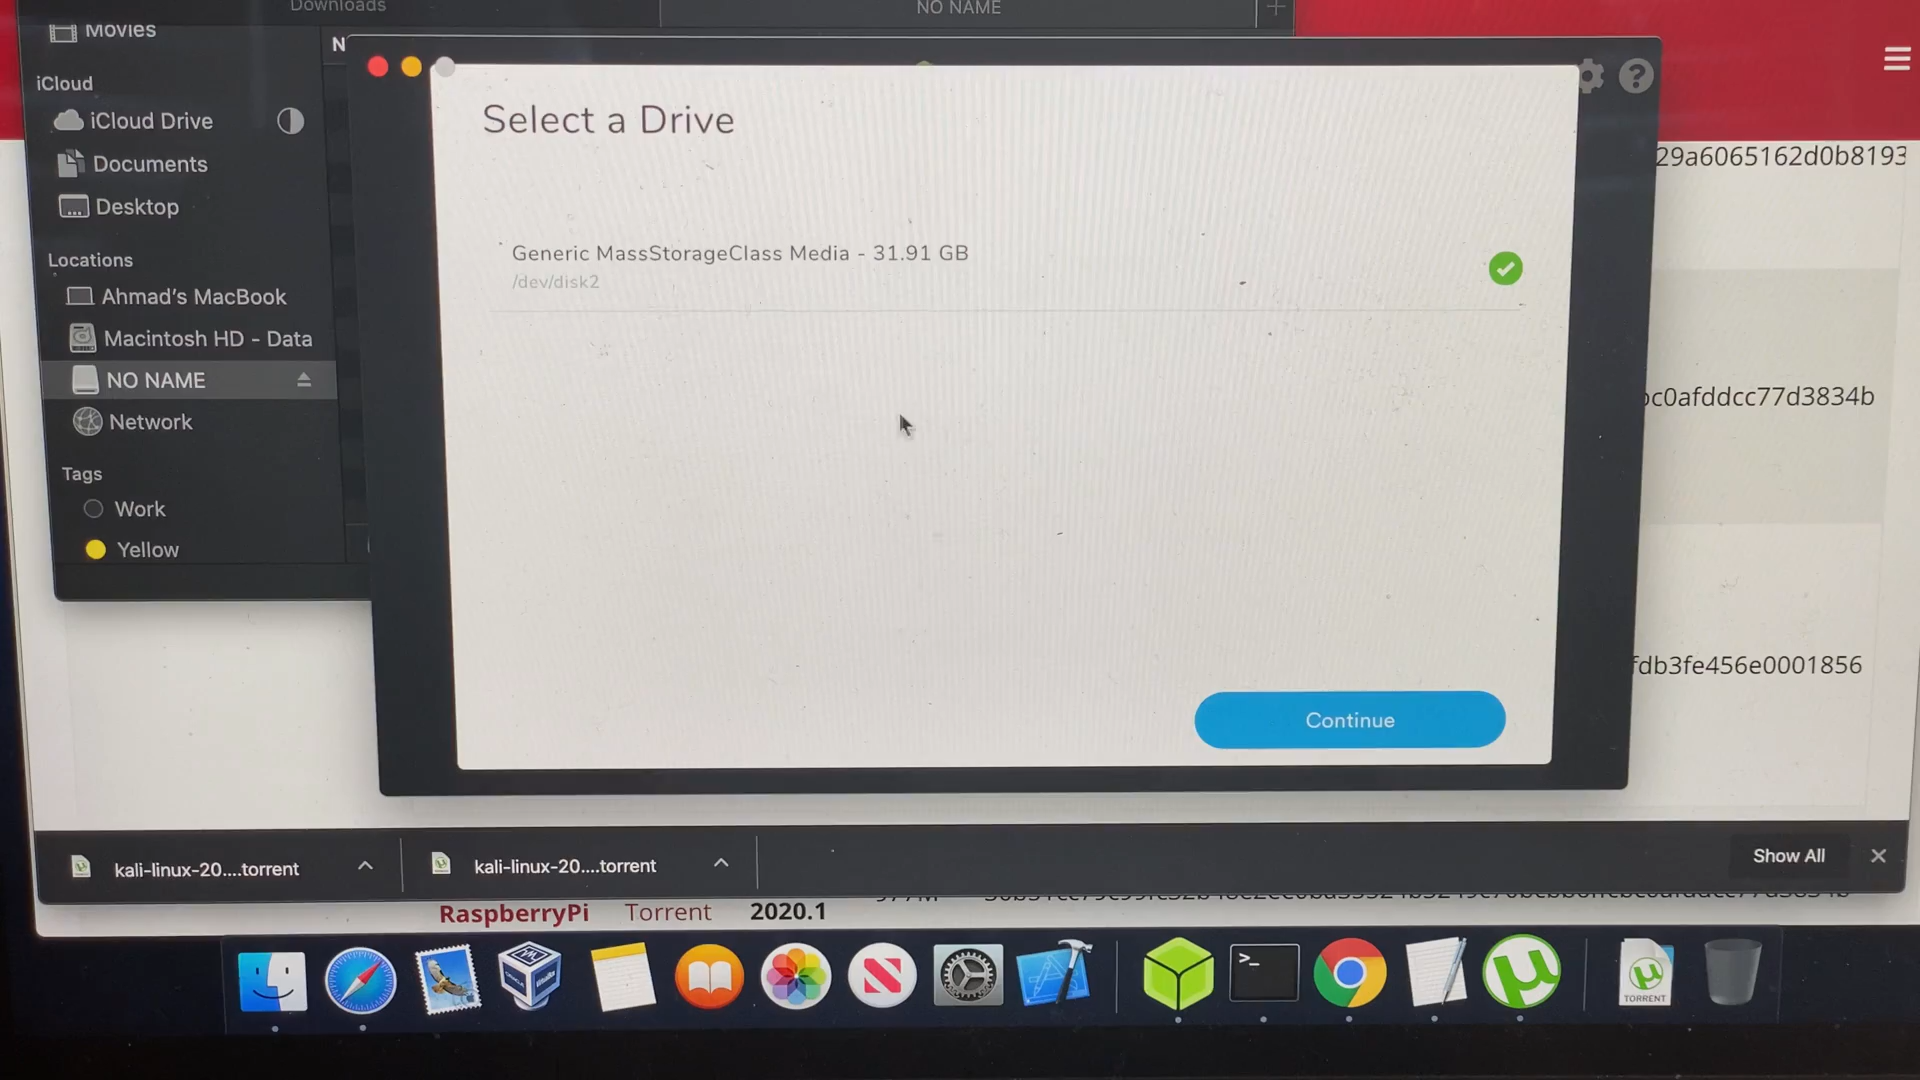 Downloads
NO NAME
Movies
N
iCloud
iCloud Drive
Documents
Desktop
Locations
Ahmad's MacBook
Macintosh HD - Data
NO NAME
Network
Tags
Work
Yellow
Select a Drive
Generic MassStorageClass Media - 31.91 GB
/dev/disk2
Continue
29a6065162d0b8193
c0afddcc77d3834b
fdb3fe456e0001856
kali-linux-20....torrent
kali-linux-20....torrent
Show All
RaspberryPi Torrent 2020.1
TORRENT